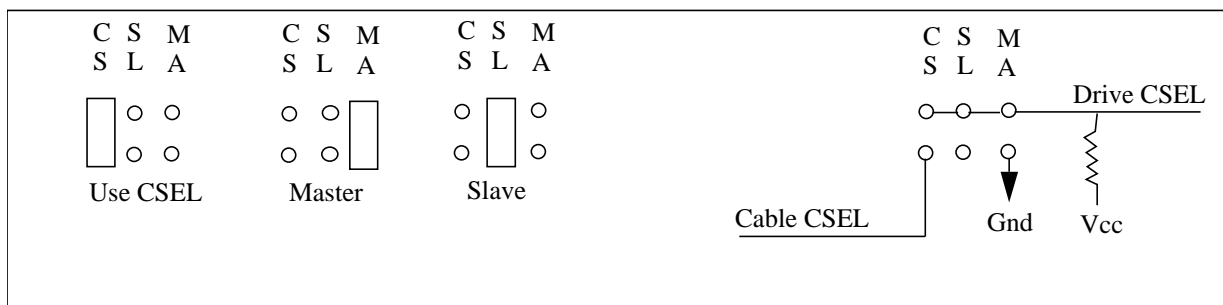 C S M
S L A
C S M
S L A
C S M
S L A
C S M
S L A
Use CSEL
Master
Slave
Drive CSEL
Cable CSEL
Gnd
Vcc